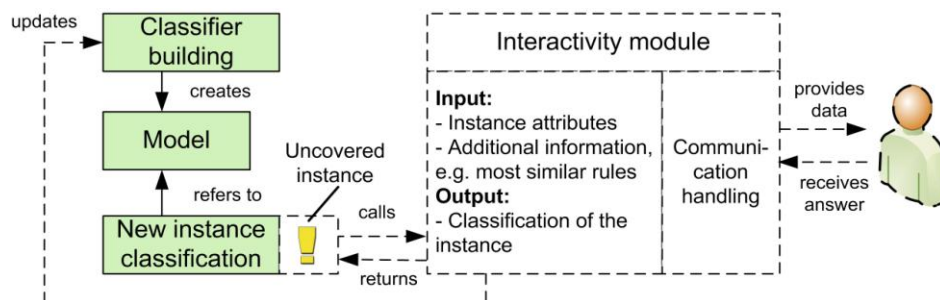 updates
Classifier
building
creates
Model
refers to
New instance
classification
Uncovered
instance
!
calls
returns
Interactivity module
Input:
- Instance attributes
- Additional information,
e.g. most similar rules
Output:
- Classification of the
instance
Communi-
cation
handling
provides
data
receives
answer